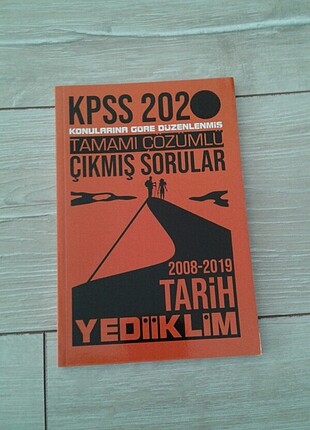 KPSS 2020
KONULARINA GÖRE DÜZENLENMİŞ
TAMAMI ÇÖZÜMLÜ
ÇIKMIŞ SORULAR
2008-2019
TARİH
YEDİİKLİM